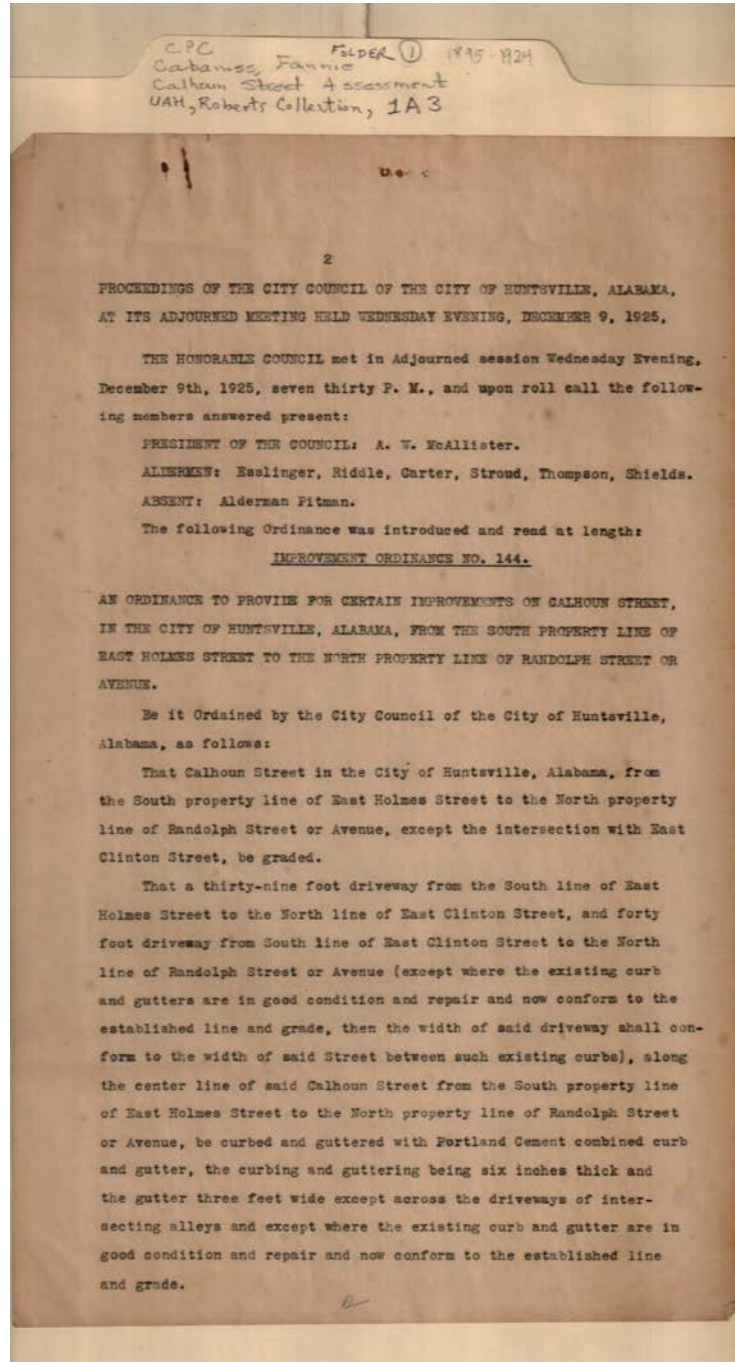 CPC FOLDER 1 1895-1924
Cabaniss, Fannie
Calhoun Street Assessment
UAH, Roberts Collection, 1A3
2
PROCEEDINGS OF THE CITY COUNCIL OF THE CITY OF HUNTSVILLE, ALABAMA,
AT ITS ADJOURNED MEETING HELD WEDNESDAY EVENING, DECEMBER 9, 1925,
THE HONORABLE COUNCIL met in Adjourned session Wednesday Evening,
December 9th, 1925, seven thirty P. M., and upon roll call the follow-
ing members answered present:
PRESIDENT OF THE COUNCIL: A. W. McAllister.
ALDERMEN: Esslinger, Riddle, Carter, Stroud, Thompson, Shields.
ABSENT: Alderman Pitman.
The following Ordinance was introduced and read at length:
IMPROVEMENT ORDINANCE NO. 144.
AN ORDINANCE TO PROVIDE FOR CERTAIN IMPROVEMENTS ON CALHOUN STREET,
IN THE CITY OF HUNTSVILLE, ALABAMA, FROM THE SOUTH PROPERTY LINE OF
EAST HOLMES STREET TO THE NORTH PROPERTY LINE OF RANDOLPH STREET OR
AVENUE.
Be it Ordained by the City Council of the City of Huntsville,
Alabama, as follows:
That Calhoun Street in the City of Huntsville, Alabama, from
the South property line of East Holmes Street to the North property
line of Randolph Street or Avenue, except the intersection with East
Clinton Street, be graded.
That a thirty-nine foot driveway from the South line of East
Holmes Street to the North line of East Clinton Street, and forty
foot driveway from South line of East Clinton Street to the North
line of Randolph Street or Avenue (except where the existing curb
and gutters are in good condition and repair and now conform to the
established line and grade, then the width of said driveway shall con-
form to the width of said Street between such existing curbs), along
the center line of said Calhoun Street from the South property line
of East Holmes Street to the North property line of Randolph Street
or Avenue, be curbed and guttered with Portland Cement combined curb
and gutter, the curbing and guttering being six inches thick and
the gutter three feet wide except across the driveways of inter-
secting alleys and except where the existing curb and gutter are in
good condition and repair and now conform to the established line
and grade.